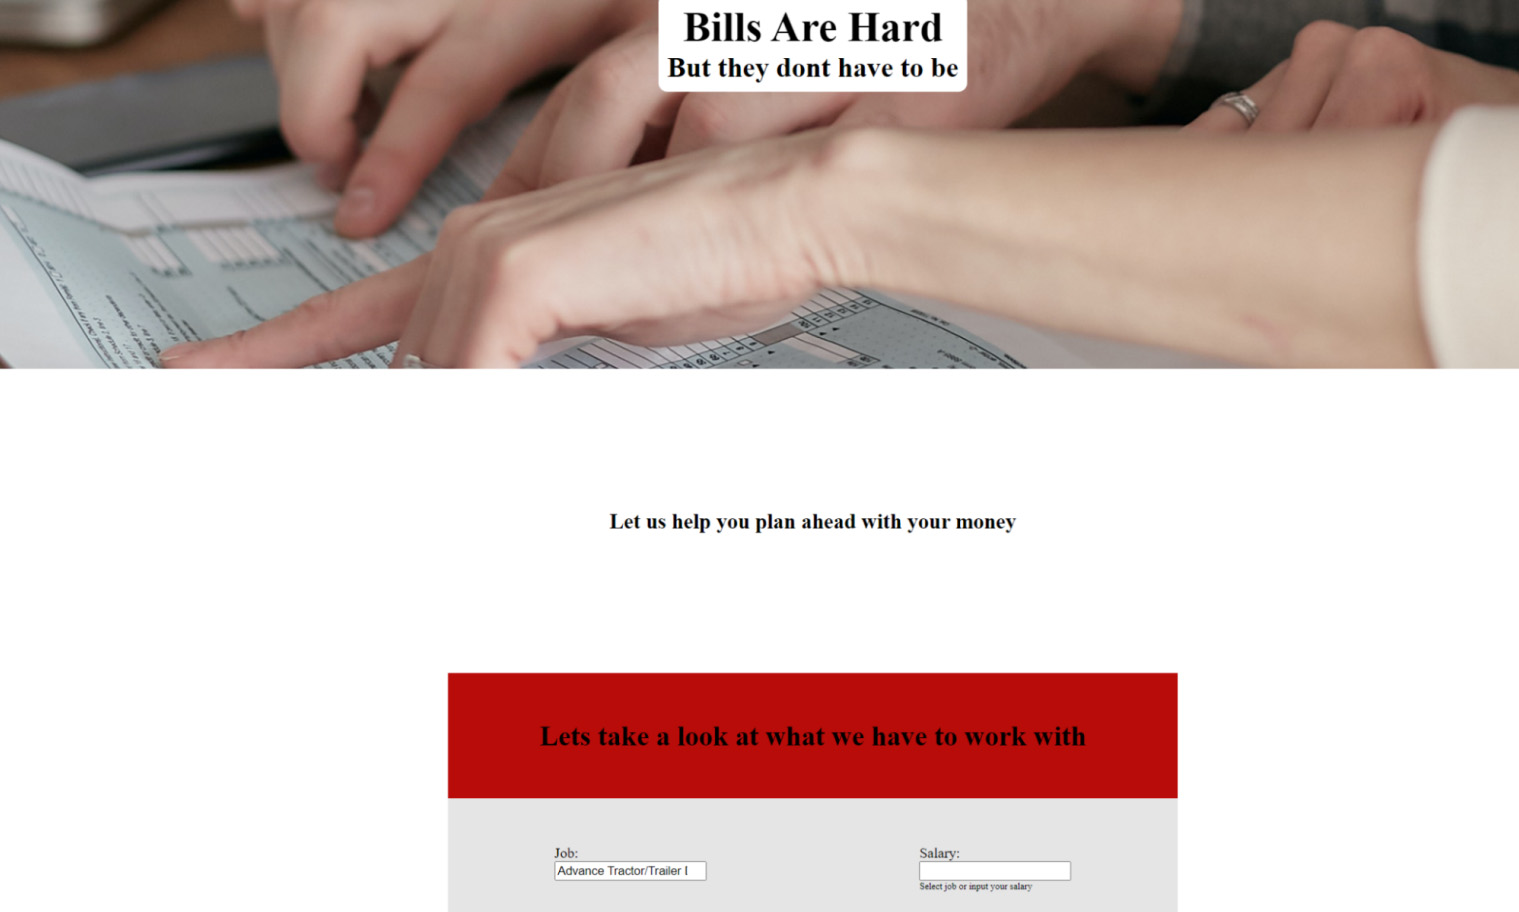 Bills Are Hard
But they dont have to be
Let us help you plan ahead with your money
Lets take a look at what we have to work with
Job:
Salary:
Advance Tractor/Trailer
Select job or input your salary